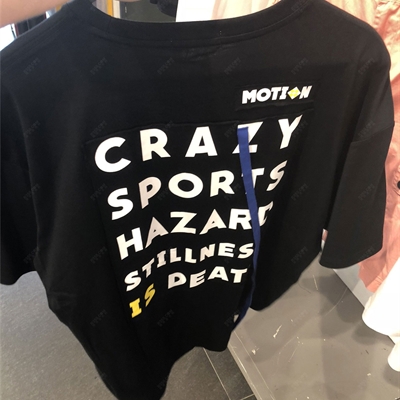 MOTION
CRAZY
SPORTS
HAZARD
STILLNES
IS DEAT